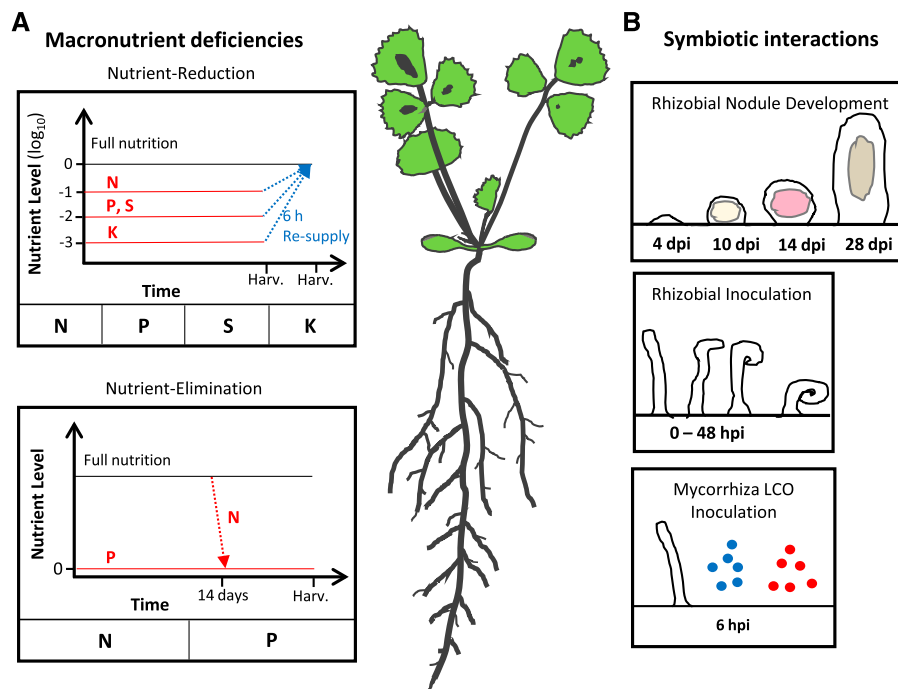 A
Macronutrient deficiencies
Nutrient-Reduction
Nutrient Level (log10)
Full nutrition
0
-1
-2
-3
N
P, S
K
6 h
Re-supply
Harv.
Harv.
Time
N P S K
Nutrient-Elimination
Nutrient Level
Full nutrition
N
P
0
14 days
Harv.
Time
N P
B
Symbiotic interactions
Rhizobial Nodule Development
4 dpi 10 dpi 14 dpi 28 dpi
Rhizobial Inoculation
0 – 48 hpi
Mycorrhiza LCO
Inoculation
6 hpi